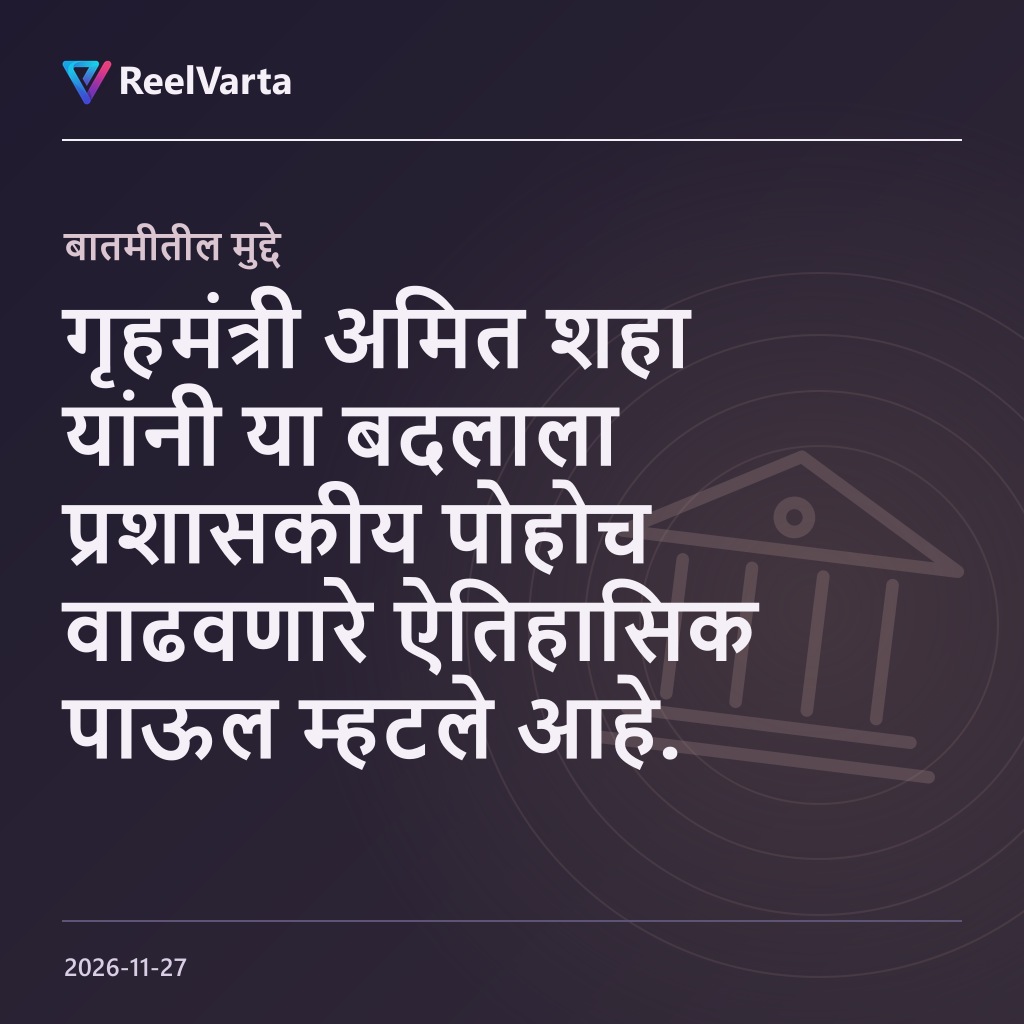 ReelVarta
बातमीतील मुद्दे
गृहमंत्री अमित शहा
यांनी या बदलाला
प्रशासकीय पोहोच
वाढवणारे ऐतिहासिक
पाऊल म्हटले आहे.
2026-11-27